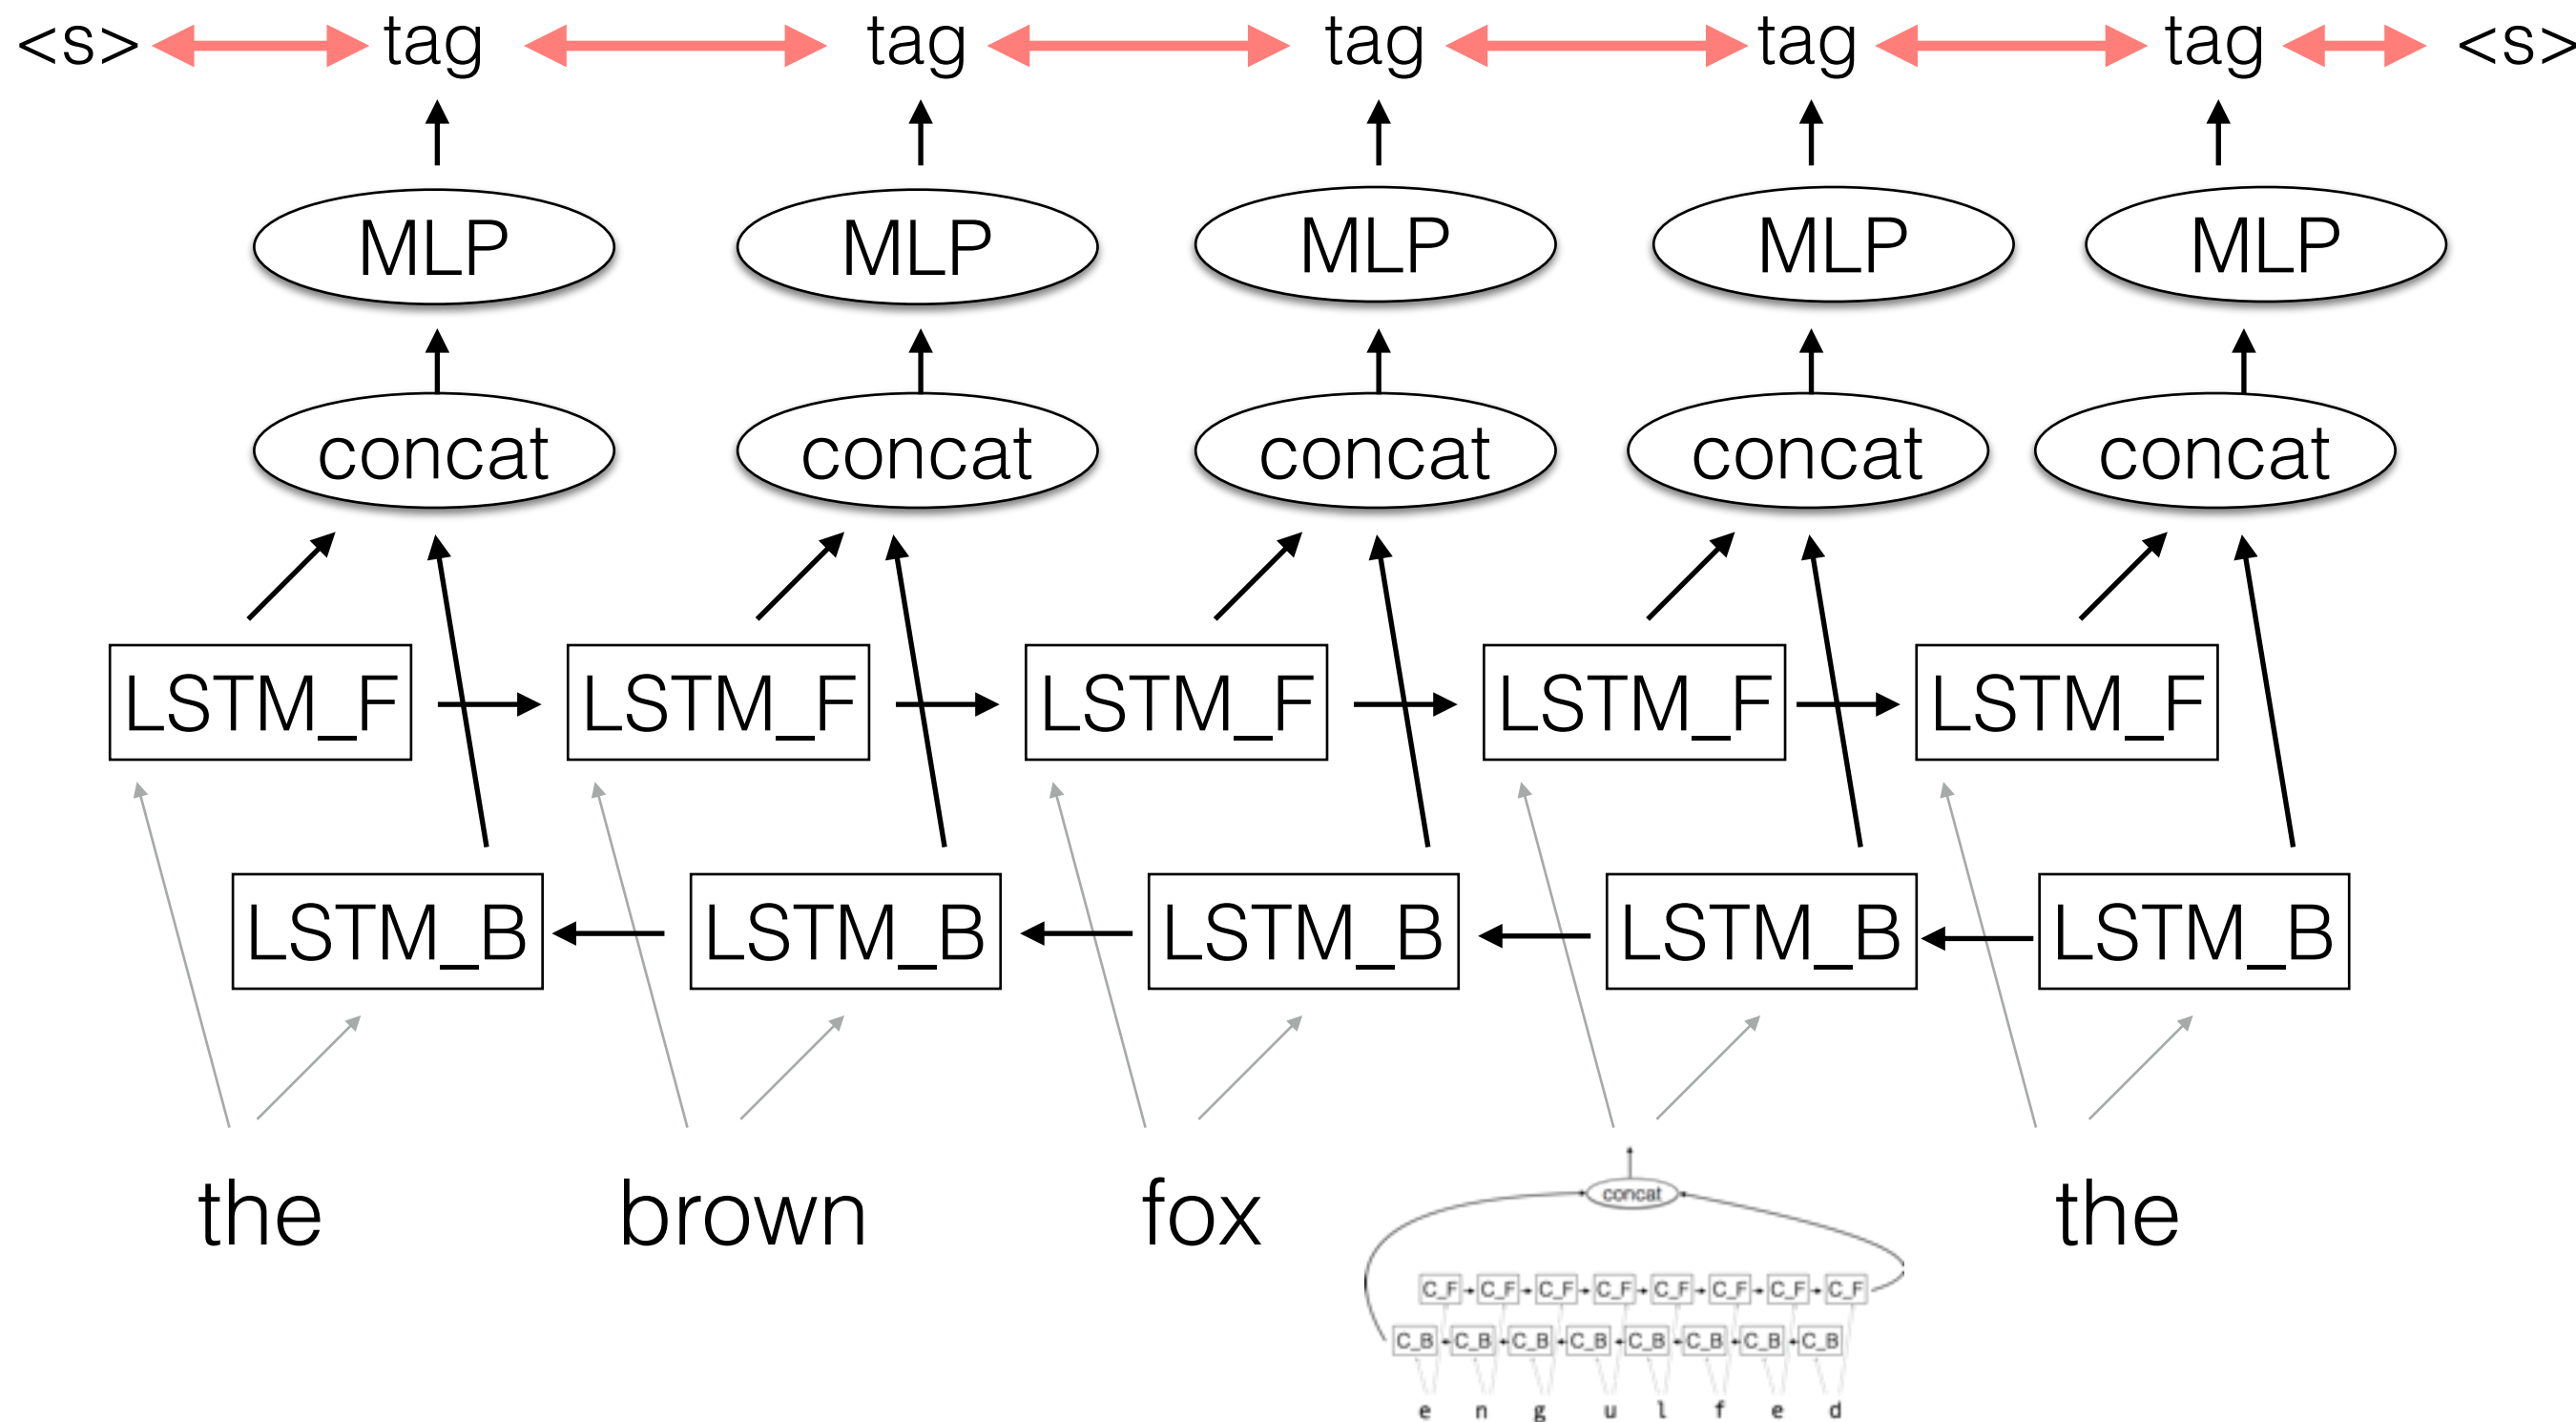 <s> tag tag tag tag tag <s>
MLP MLP MLP MLP MLP
concat concat concat concat concat
LSTM_F LSTM_F LSTM_F LSTM_F LSTM_F
LSTM_B LSTM_B LSTM_B LSTM_B LSTM_B
the brown fox the
concat
C_F C_F C_F C_F C_F C_F C_F C_F
C_B C_B C_B C_B C_B C_B C_B C_B
e n g u l f e d